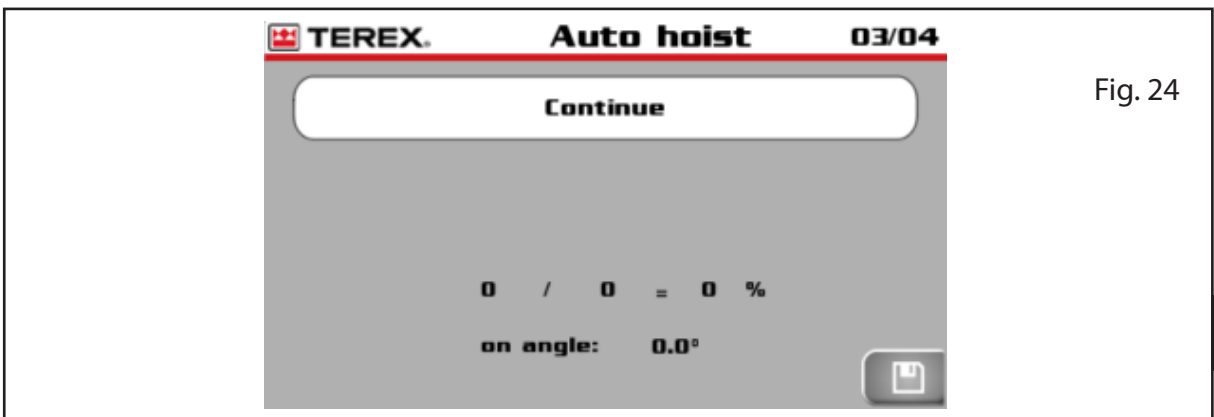 TEREX. Auto hoist 03/04
Fig. 24
Continue
0 / 0 = 0 %
on angle: 0.0°